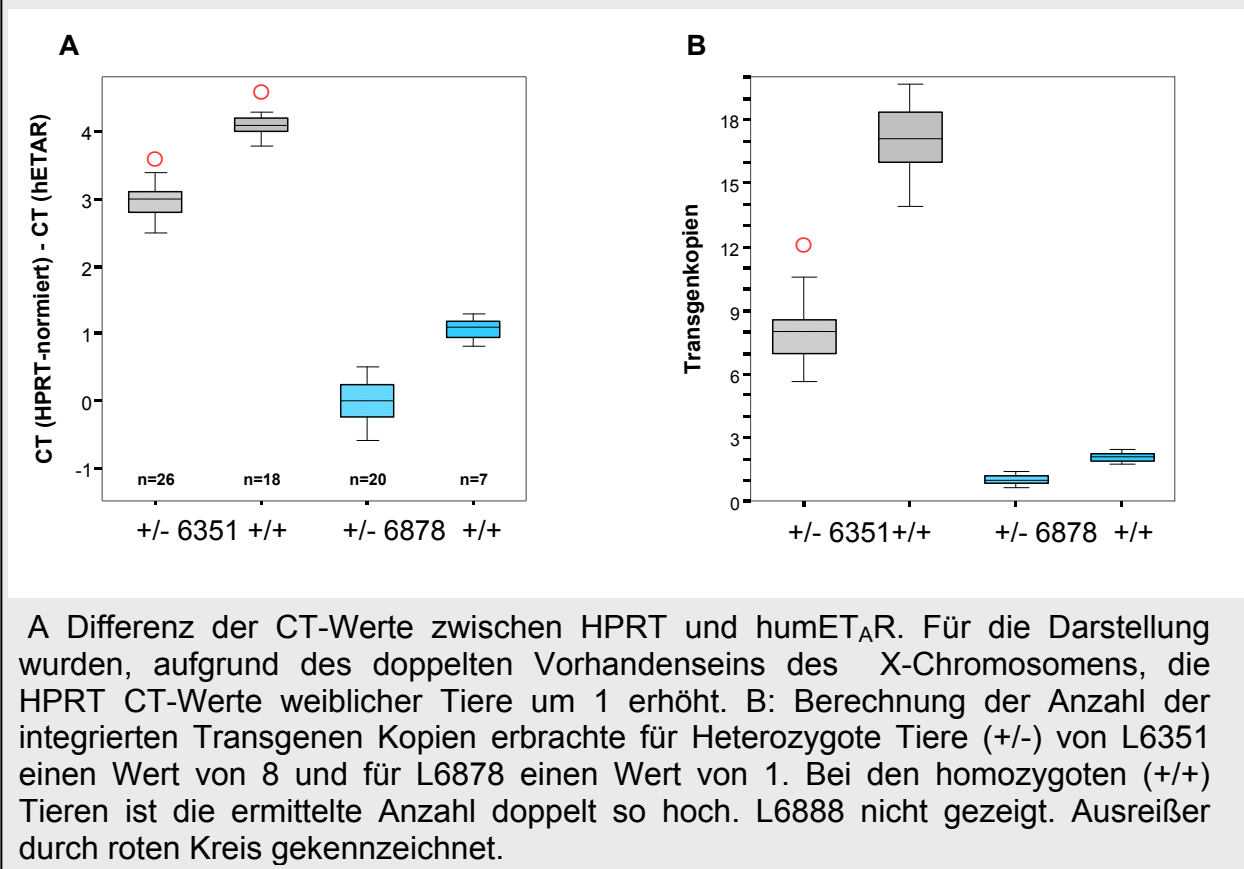 A
B
CT (HPRT-normiert) - CT (hETAR)
4
3
2
1
0
-1
n=26 n=18 n=20 n=7
+/- 6351 +/+ +/- 6878 +/+
Transgenkopien
18
15
12
9
6
3
0
+/- 6351+/+ +/- 6878 +/+
A Differenz der CT-Werte zwischen HPRT und humETAR. Für die Darstellung
wurden, aufgrund des doppelten Vorhandenseins des X-Chromosomens, die
HPRT CT-Werte weiblicher Tiere um 1 erhöht. B: Berechnung der Anzahl der
integrierten Transgenen Kopien erbrachte für Heterozygote Tiere (+/-) von L6351
einen Wert von 8 und für L6878 einen Wert von 1. Bei den homozygoten (+/+)
Tieren ist die ermittelte Anzahl doppelt so hoch. L6888 nicht gezeigt. Ausreißer
durch roten Kreis gekennzeichnet.